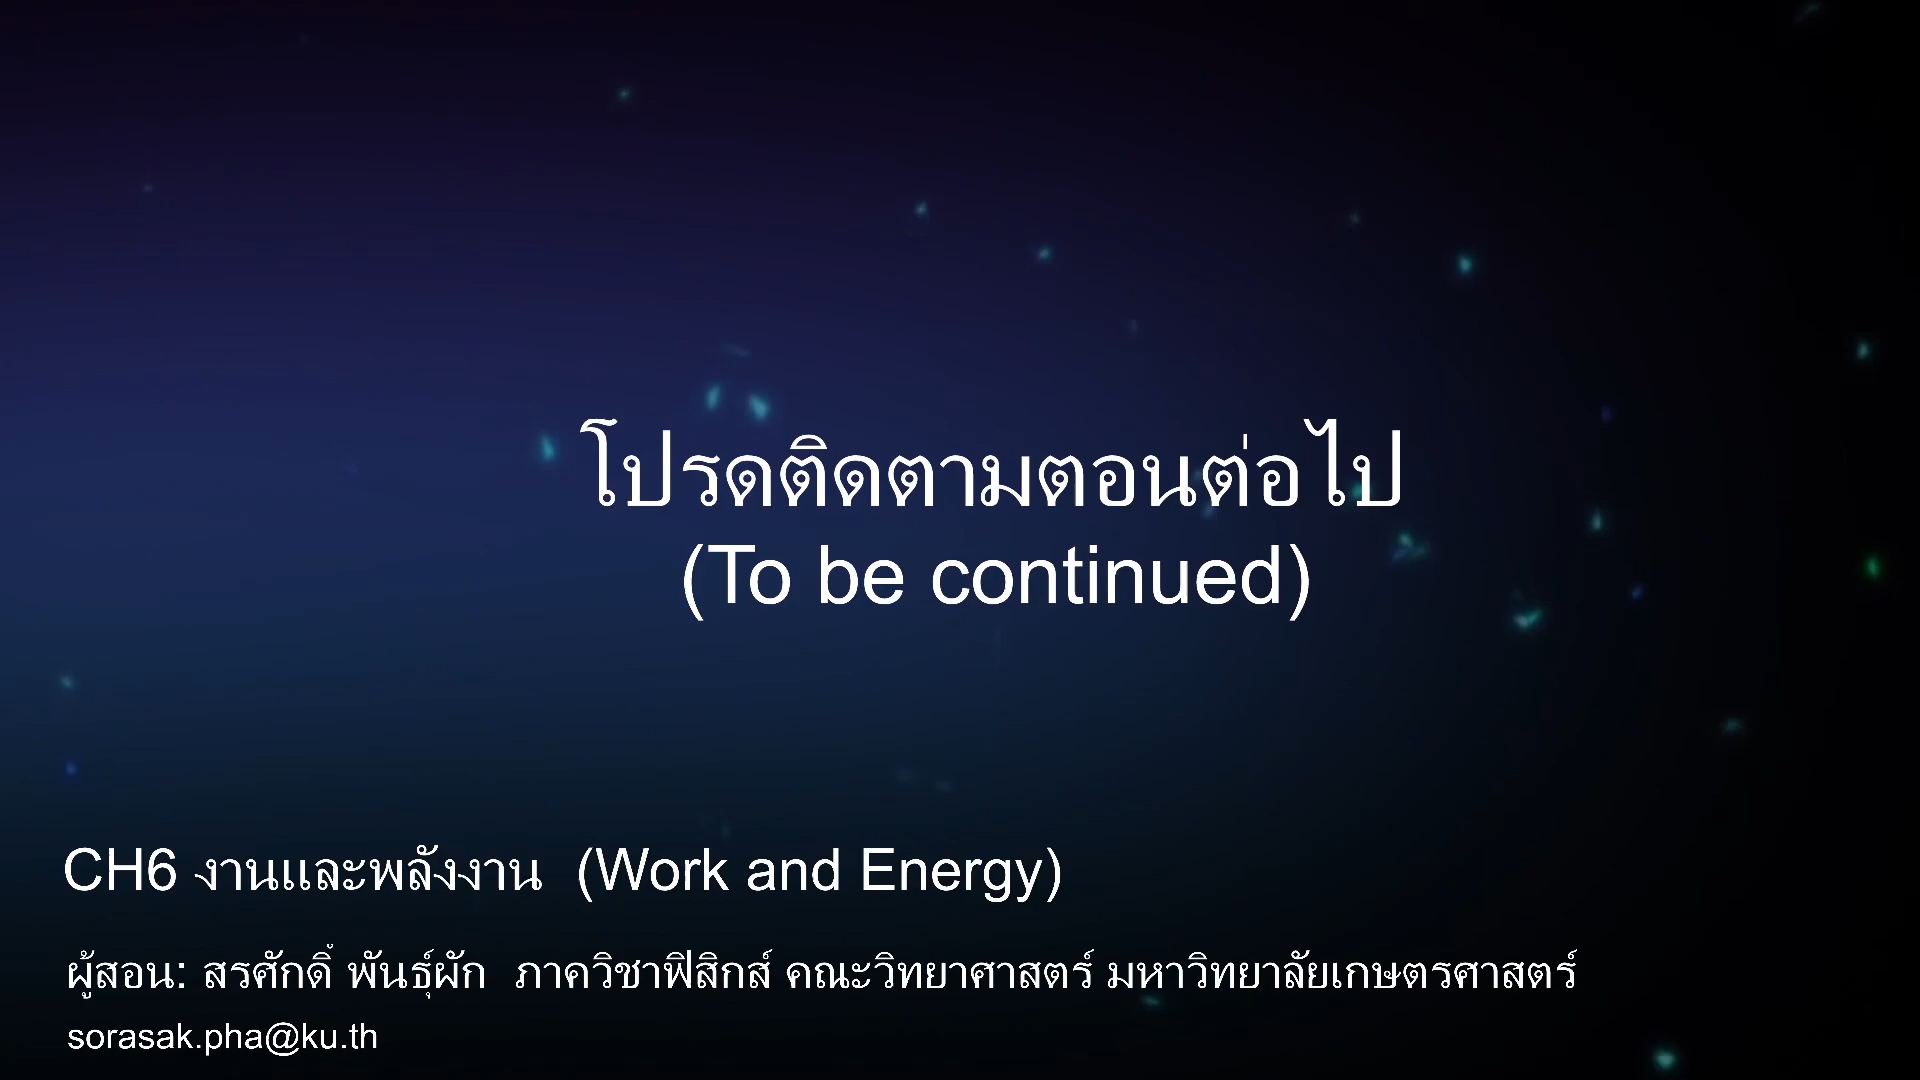 โปรดติดตามตอนต่อไป
(To be continued)
CH6 งานและพลังงาน (Work and Energy)
ผู้สอน: สรศักดิ์ พันธุ์ผัก ภาควิชาฟิสิกส์ คณะวิทยาศาสตร์ มหาวิทยาลัยเกษตรศาสตร์
sorasak.pha@ku.th